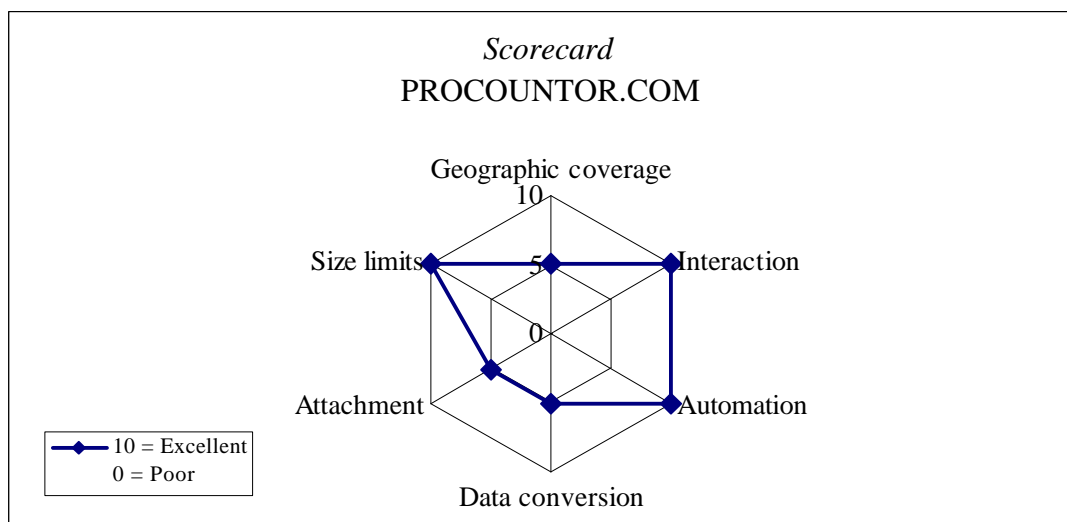 Scorecard
PROCOUNTOR.COM
Geographic coverage
10
Size limits
5
Interaction
0
Attachment
Automation
10 = Excellent
0 = Poor
Data conversion